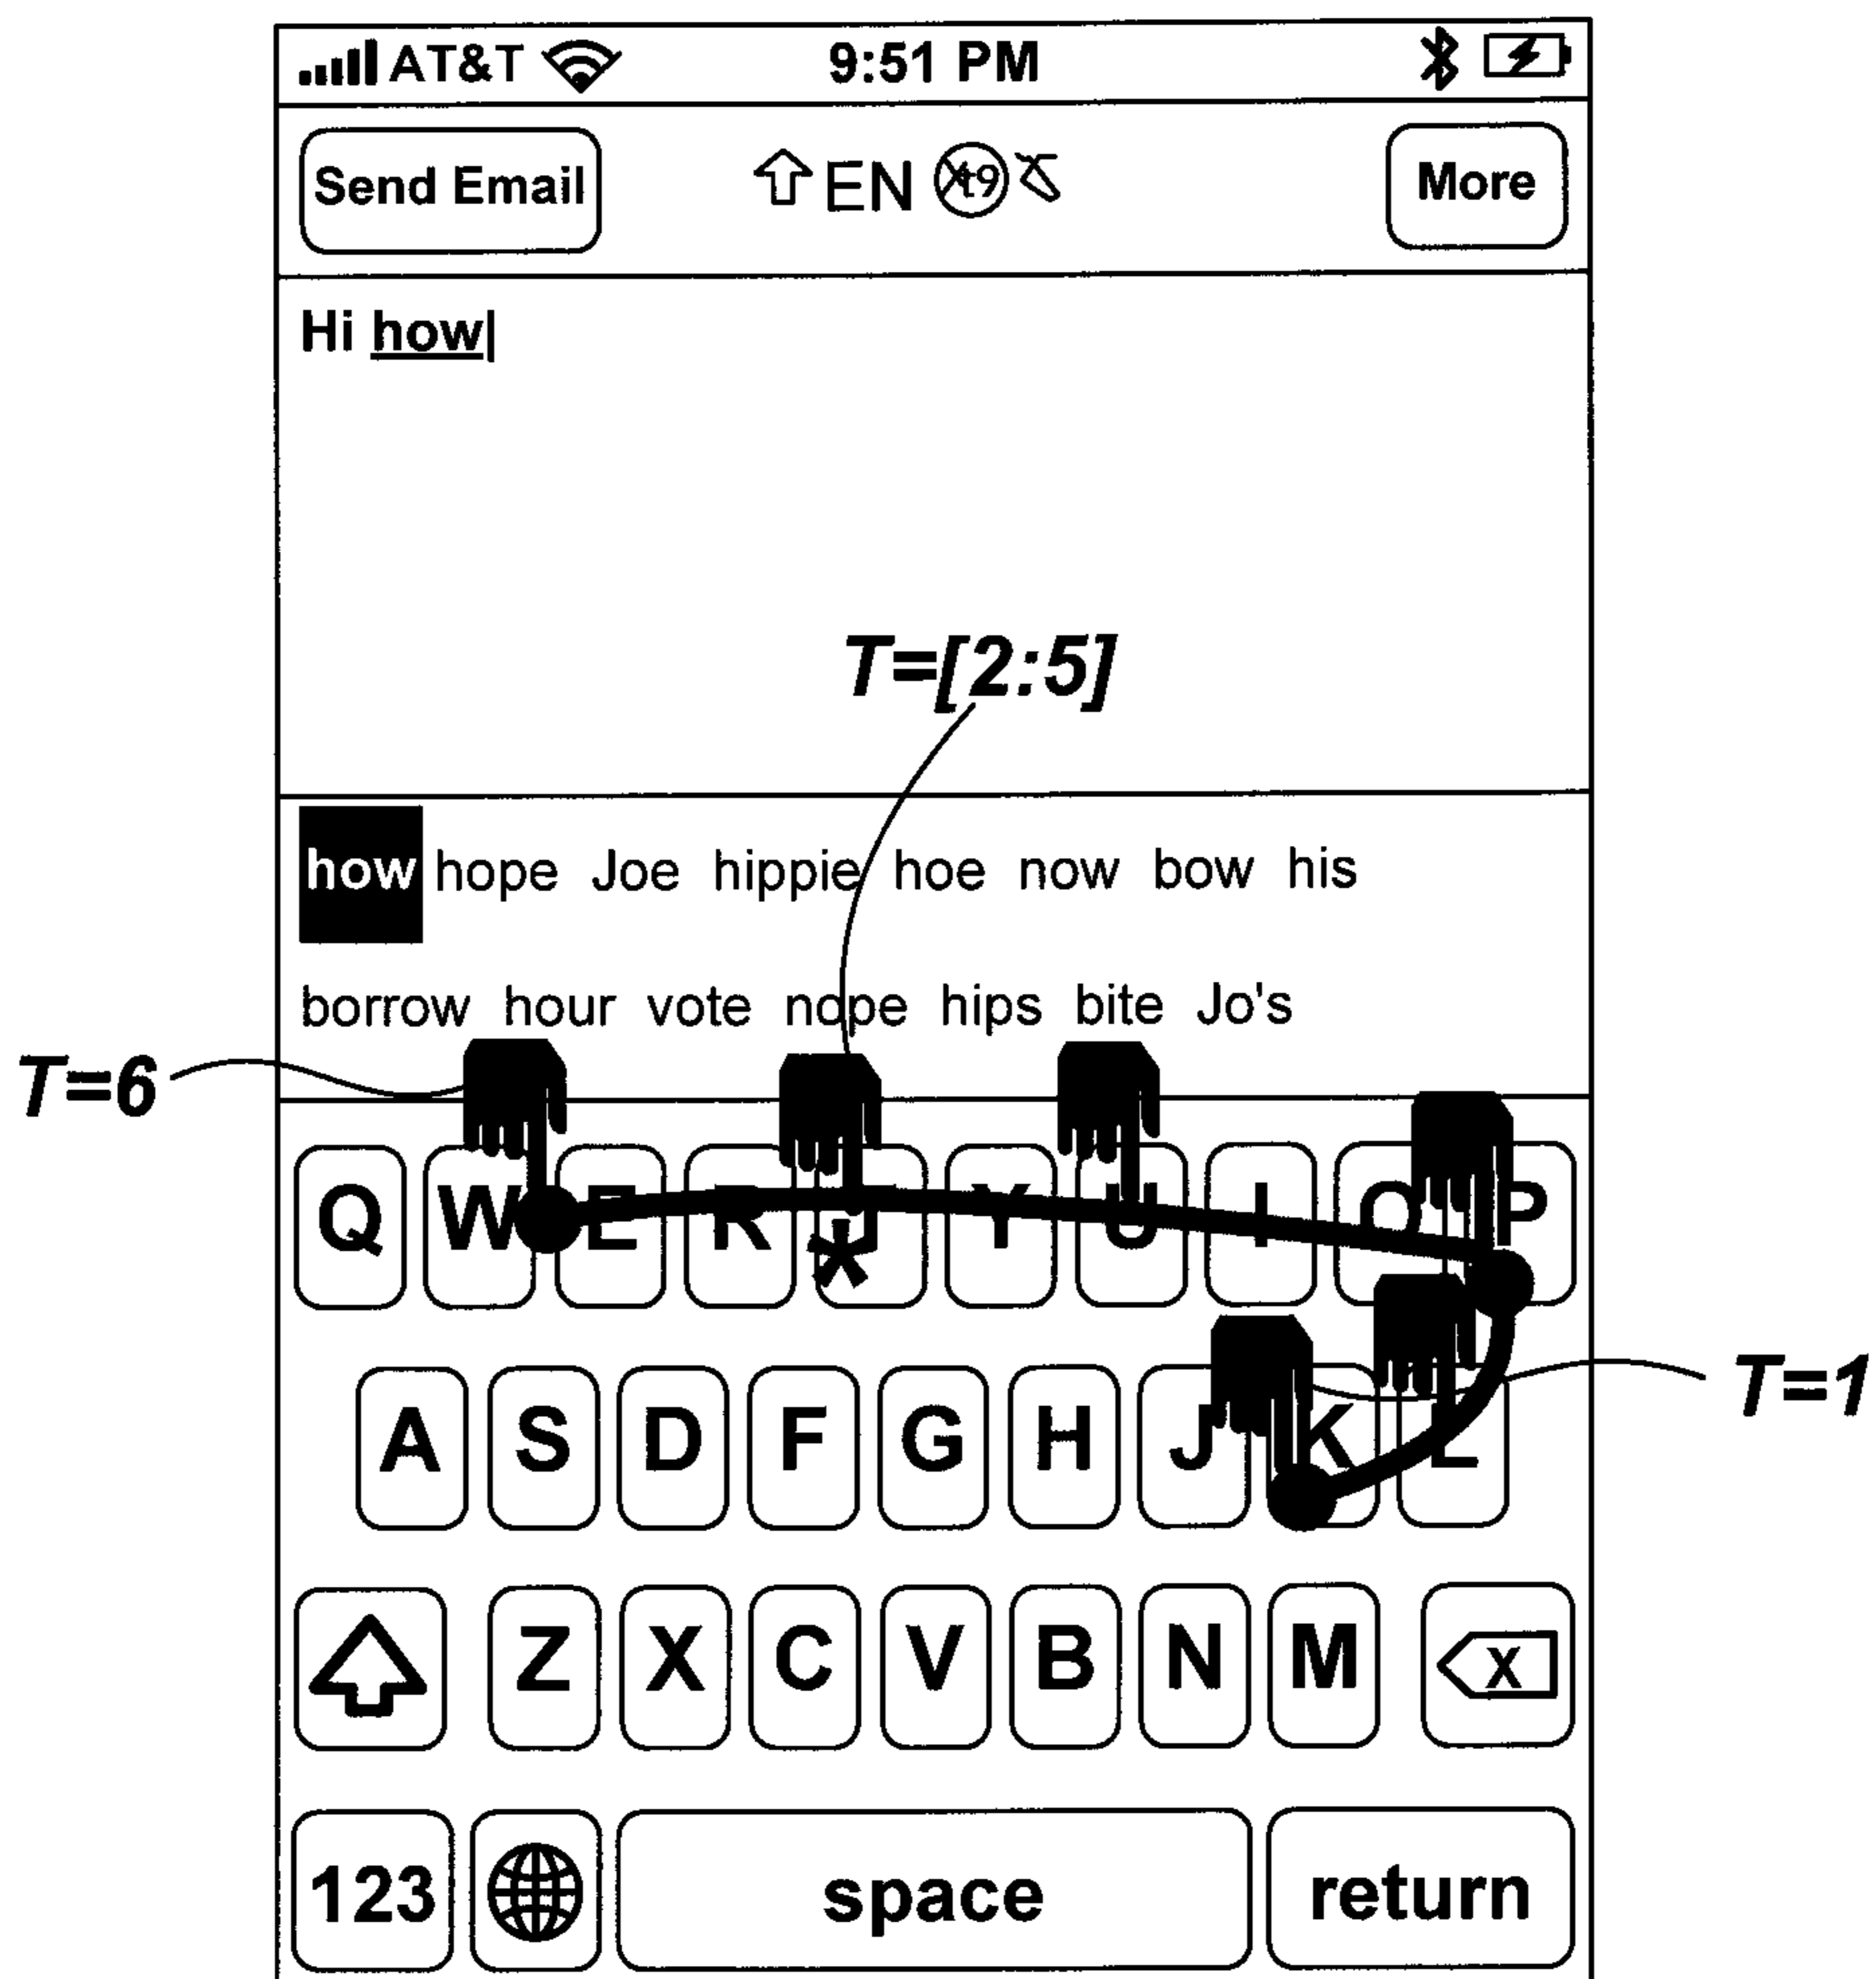 AT&T 9:51 PM
Send Email EN Xt9 More
Hi how
T=[2:5]
how hope Joe hippie hoe now bow his
borrow hour vote nope hips bite Jo's
T=6
Q W E R T Y U I O P
*
T=1
A S D F G H J K L
Z X C V B N M X
123 space return